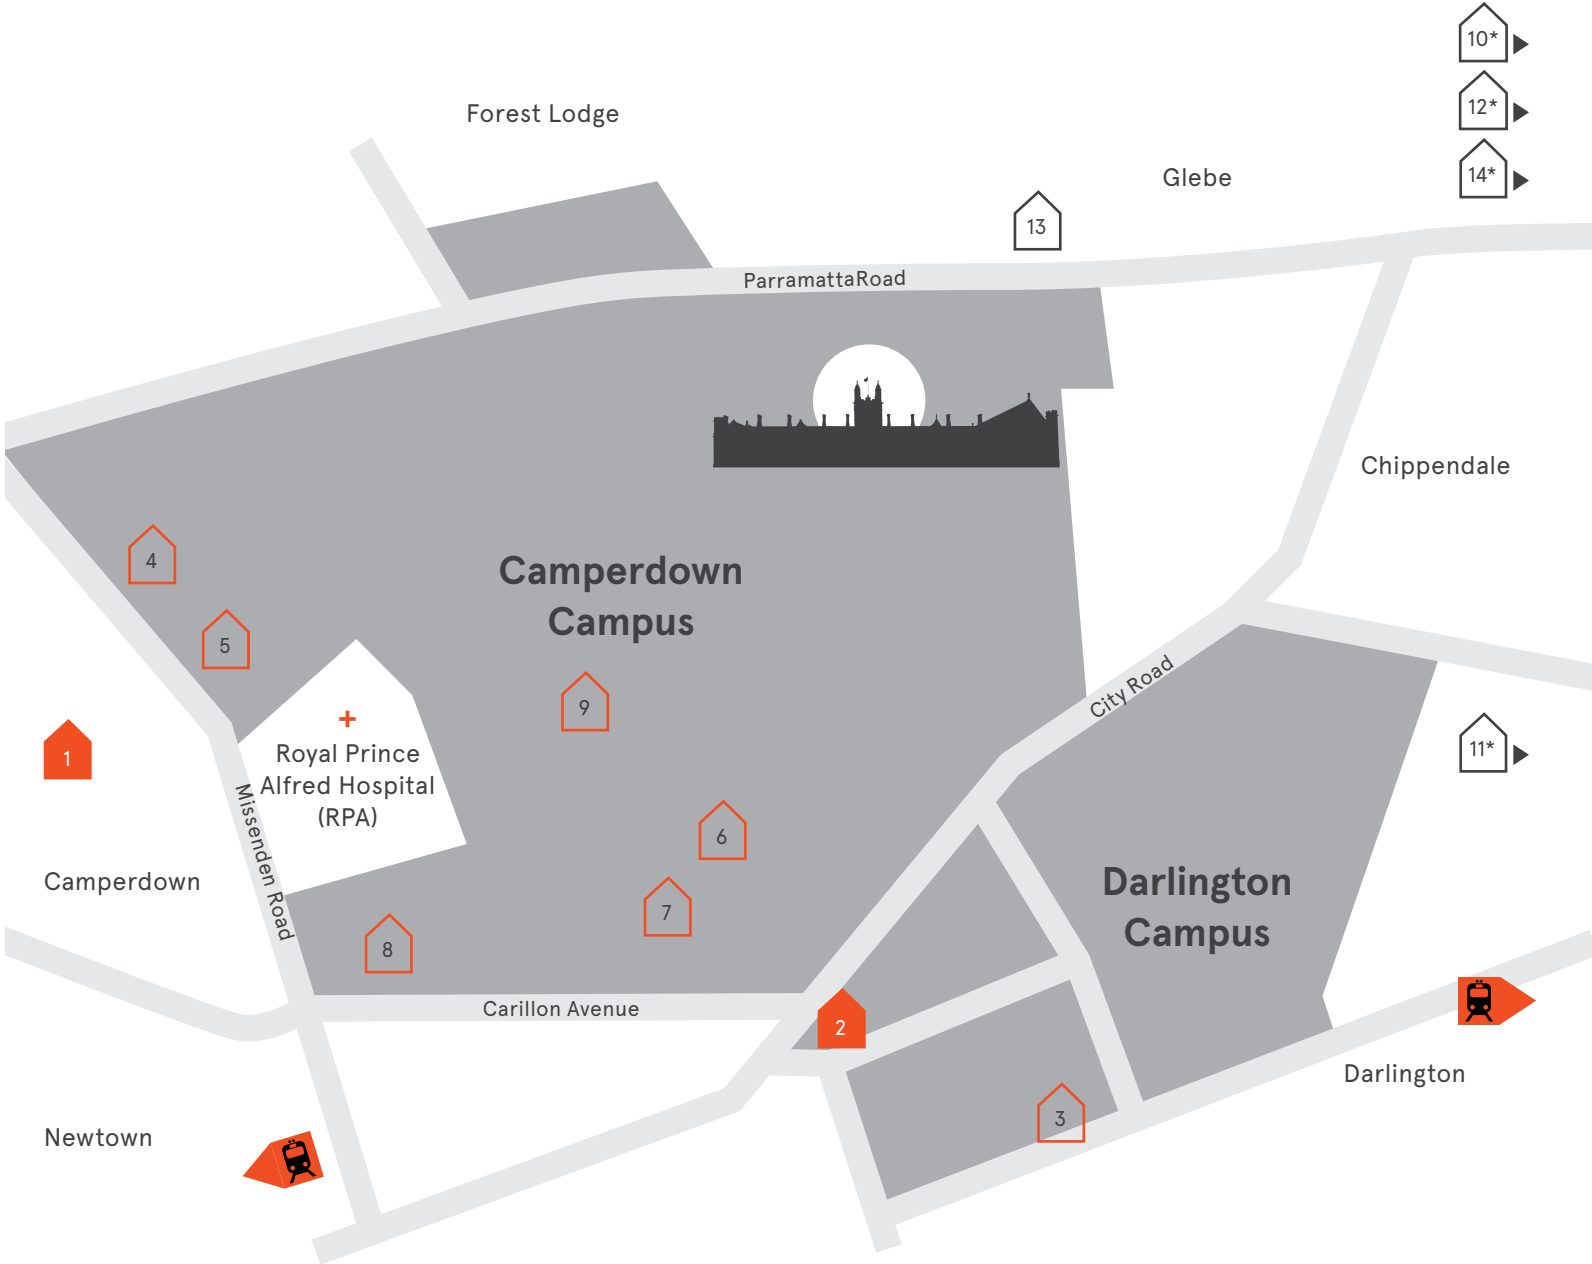 10*
12*
Forest Lodge
14*
Glebe
13
ParramattaRoad
Chippendale
4
Camperdown
Campus
5
City Road
9
1
Royal Prince
Alfred Hospital
(RPA)
11*
Missenden Road
6
Camperdown
Darlington
Campus
7
8
Carillon Avenue
2
Darlington
3
Newtown